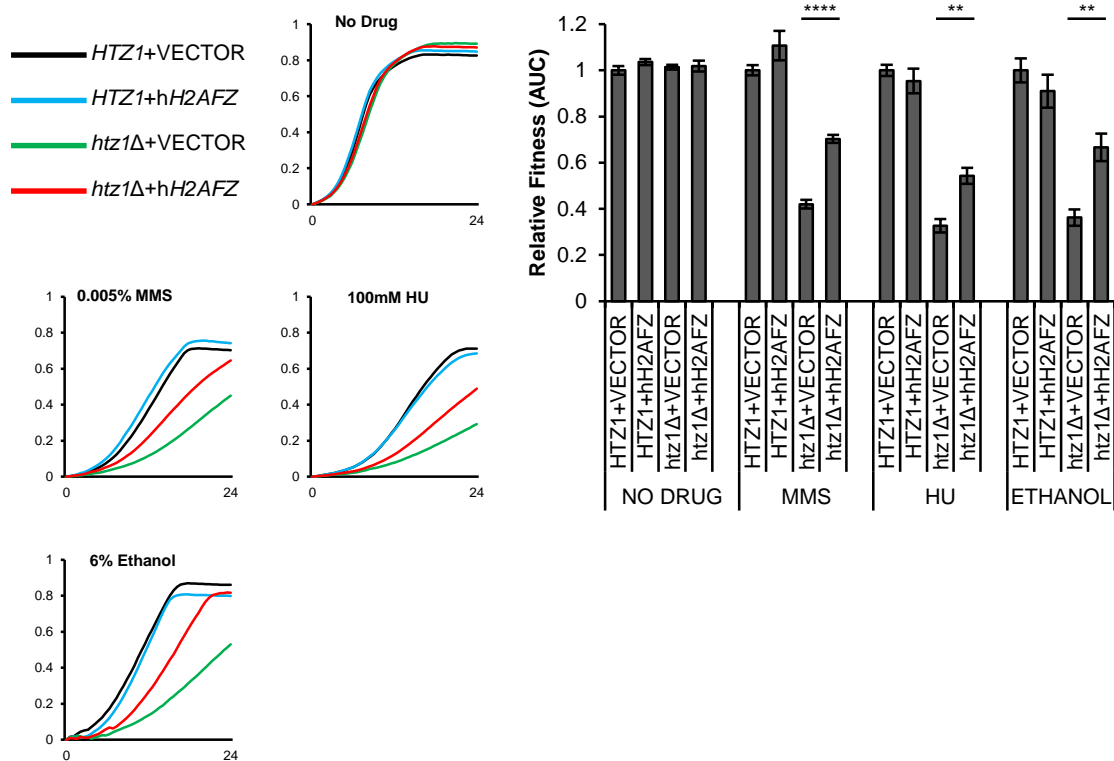 HTZ1+VECTOR
HTZ1+hH2AFZ
htz1Δ+VECTOR
htz1Δ+hH2AFZ
No Drug
1
0.8
0.6
0.4
0.2
0
0 24
0.005% MMS
1
0.8
0.6
0.4
0.2
0
0 24
100mM HU
1
0.8
0.6
0.4
0.2
0
0 24
6% Ethanol
1
0.8
0.6
0.4
0.2
0
0 24
Relative Fitness (AUC)
1.2
1
0.8
0.6
0.4
0.2
0
**** ** **
HTZ1+VECTOR
HTZ1+hH2AFZ
htz1Δ+VECTOR
htz1Δ+hH2AFZ
HTZ1+VECTOR
HTZ1+hH2AFZ
htz1Δ+VECTOR
htz1Δ+hH2AFZ
HTZ1+VECTOR
HTZ1+hH2AFZ
htz1Δ+VECTOR
htz1Δ+hH2AFZ
HTZ1+VECTOR
HTZ1+hH2AFZ
htz1Δ+VECTOR
htz1Δ+hH2AFZ
NO DRUG MMS HU ETHANOL